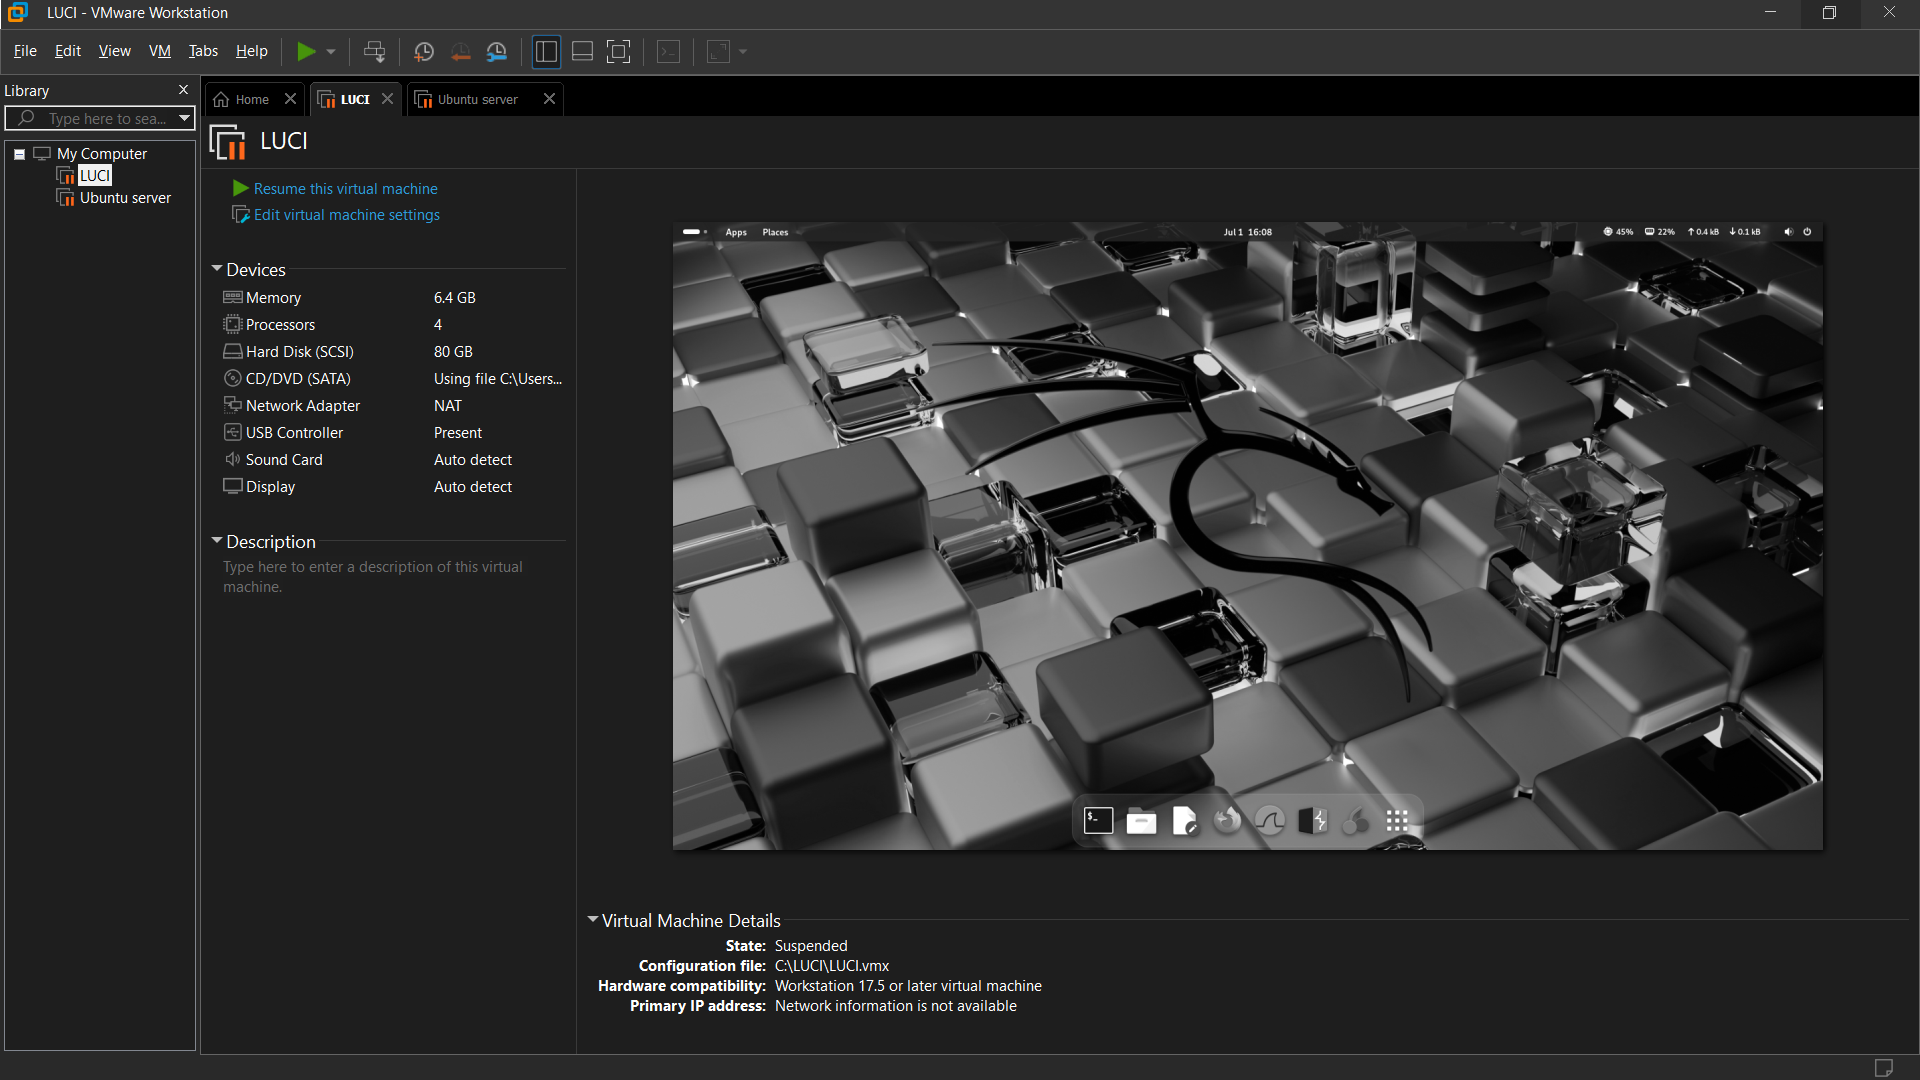 LUCI - VMware Workstation
File Edit View VM Tabs Help
Library
Type here to sea...
My Computer
LUCI
Ubuntu server
Home
LUCI
Ubuntu server
LUCI
Resume this virtual machine
Edit virtual machine settings
Devices
Memory 6.4 GB
Processors 4
Hard Disk (SCSI) 80 GB
CD/DVD (SATA) Using file C:\Users...
Network Adapter NAT
USB Controller Present
Sound Card Auto detect
Display Auto detect
Description
Type here to enter a description of this virtual
machine.
Apps Places Jul 1 16:08 45% 22% ↑ 0.4 kB ↓ 0.1 kB
$_
Virtual Machine Details
State: Suspended
Configuration file: C:\LUCI\LUCI.vmx
Hardware compatibility: Workstation 17.5 or later virtual machine
Primary IP address: Network information is not available